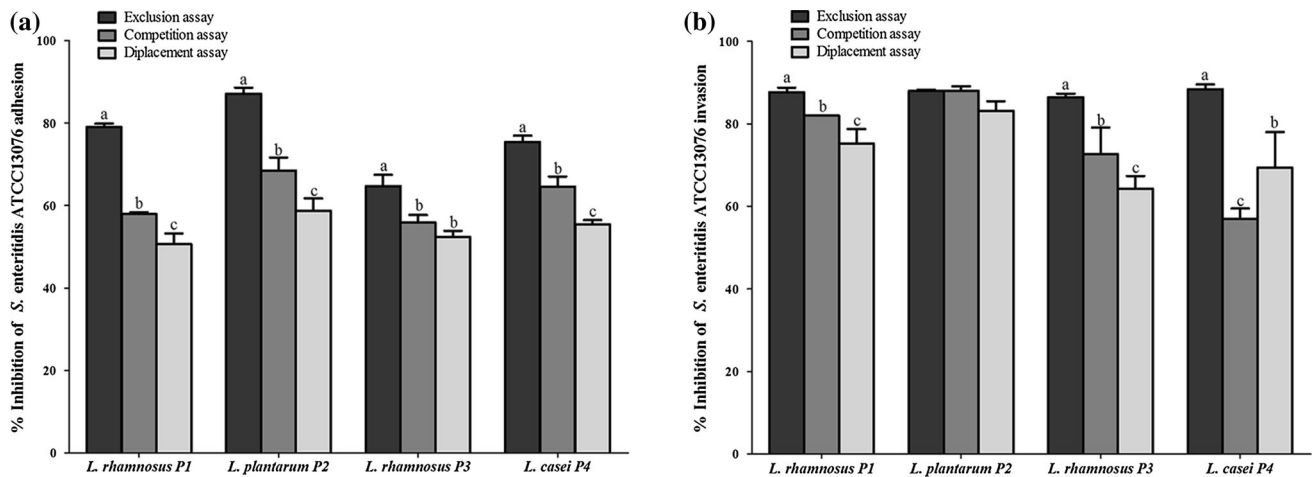 (a)
Exclusion assay
Competition assay
Diplacement assay
% Inhibition of S. enteritidis ATCC13076 adhesion
100
80
60
40
20
0
a
b
c
a
b
c
a
b
b
a
b
c
L. rhamnosus P1
L. plantarum P2
L. rhamnosus P3
L. casei P4
(b)
Exclusion assay
Competition assay
Diplacement assay
% Inhibition of S. enteritidis ATCC13076 invasion
100
80
60
40
20
0
a
b
c
a
b
c
a
c
b
L. rhamnosus P1
L. plantarum P2
L. rhamnosus P3
L. casei P4